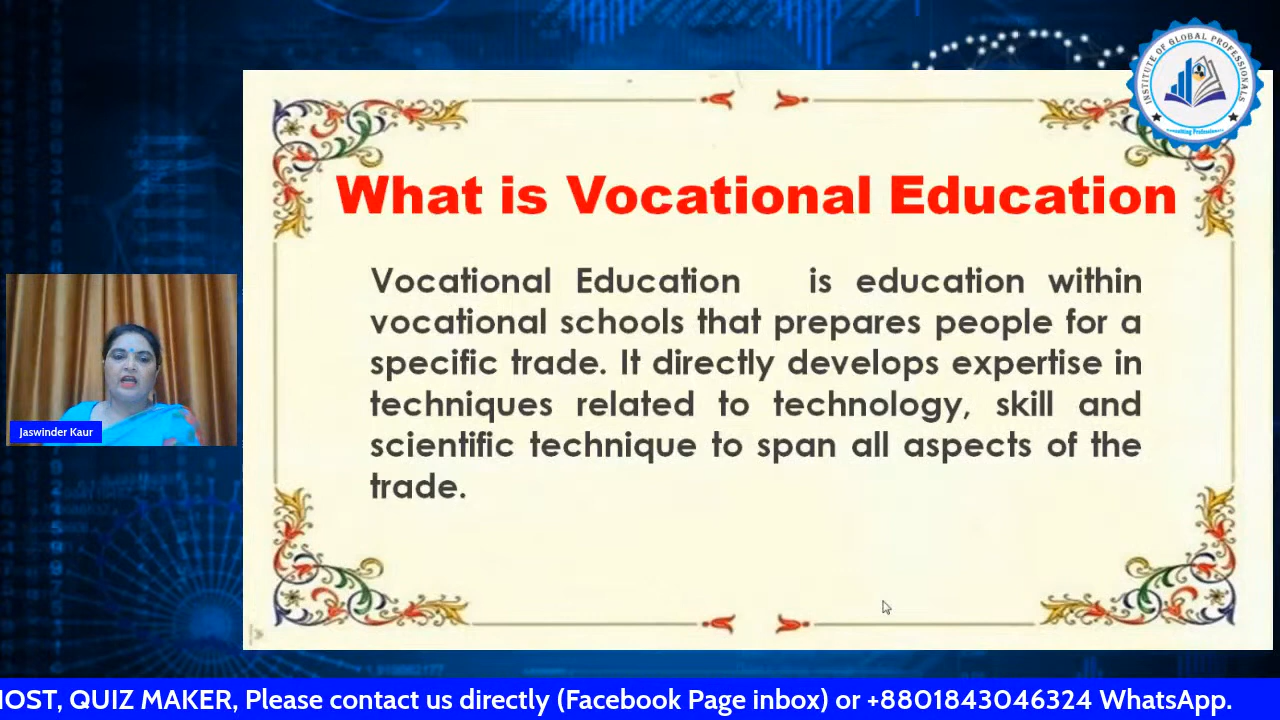 INSTITUTE OF GLOBAL PROFESSIONALS
What is Vocational Education
Vocational Education is education within
vocational schools that prepares people for a
specific trade. It directly develops expertise in
techniques related to technology, skill and
scientific technique to span all aspects of the
trade.
Jaswinder Kaur
QUIZ MAKER, Please contact us directly (Facebook Page inbox) or +8801843046324 WhatsApp.